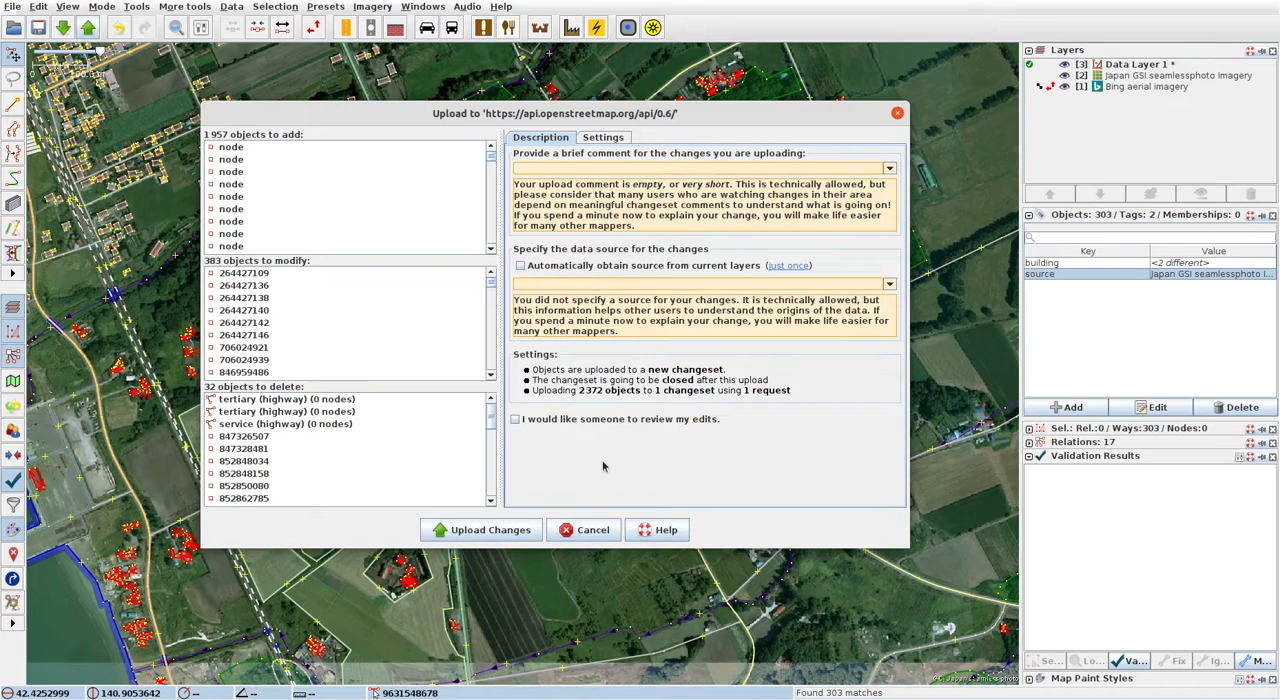 File Edit View Mode Tools More tools Data Selection Presets Imagery Windows Audio Help
Upload to 'https://api.openstreetmap.org/api/0.6/'
1 957 objects to add:
node
node
node
node
node
node
node
node
node
383 objects to modify:
264427109
264427136
264427138
264427140
264427142
264427146
706024921
706024939
846959486
32 objects to delete:
tertiary (highway) (0 nodes)
tertiary (highway) (0 nodes)
service (highway) (0 nodes)
847326507
847328481
852848034
852848158
852850080
852862785
Description Settings
Provide a brief comment for the changes you are uploading:
Your upload comment is empty, or very short. This is technically allowed, but
please consider that many users who are watching changes in their area
depend on meaningful changeset comments to understand what is going on!
If you spend a minute now to explain your change, you will make life easier
for many other mappers.
Specify the data source for the changes
Automatically obtain source from current layers (just once)
You did not specify a source for your changes. It is technically allowed, but
this information helps other users to understand the origins of the data. If
you spend a minute now to explain your change, you will make life easier for
many other mappers.
Settings:
Objects are uploaded to a new changeset.
The changeset is going to be closed after this upload
Uploading 2 372 objects to 1 changeset using 1 request
I would like someone to review my edits.
Upload Changes Cancel Help
Layers
[3] Data Layer 1 *
[2] Japan GSI seamlessphoto Imagery
[1] Bing aerial imagery
Objects: 303 / Tags: 2 / Memberships: 0
Key Value
building <2 different>
source Japan GSI seamlessphoto I...
Add Edit Delete
Sel.: Rel.:0 / Ways:303 / Nodes:0
Relations: 17
Validation Results
Se... Lo... Va... Fix Ig... M...
Map Paint Styles
42.4252999 140.9053642 -- -- -- 9631548678 Found 303 matches